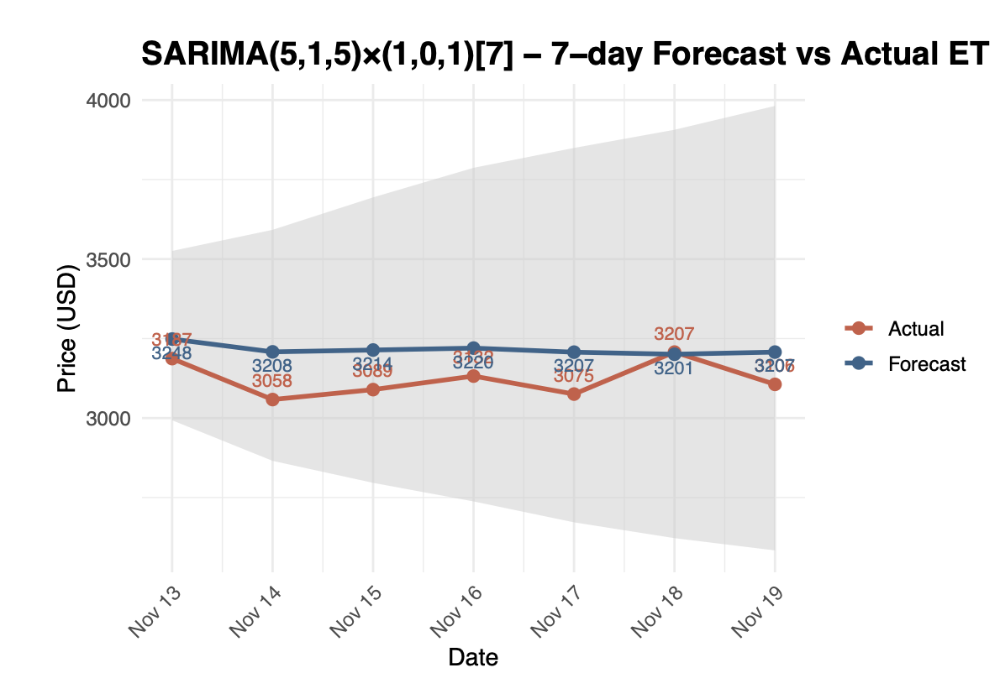 SARIMA(5,1,5)×(1,0,1)[7] – 7–day Forecast vs Actual ET
4000
3500
3000
Price (USD)
3187
3248
3208
3058
3214
3089
3220
3207
3075
3207
3201
3207
Nov 13
Nov 14
Nov 15
Nov 16
Nov 17
Nov 18
Nov 19
Date
Actual
Forecast